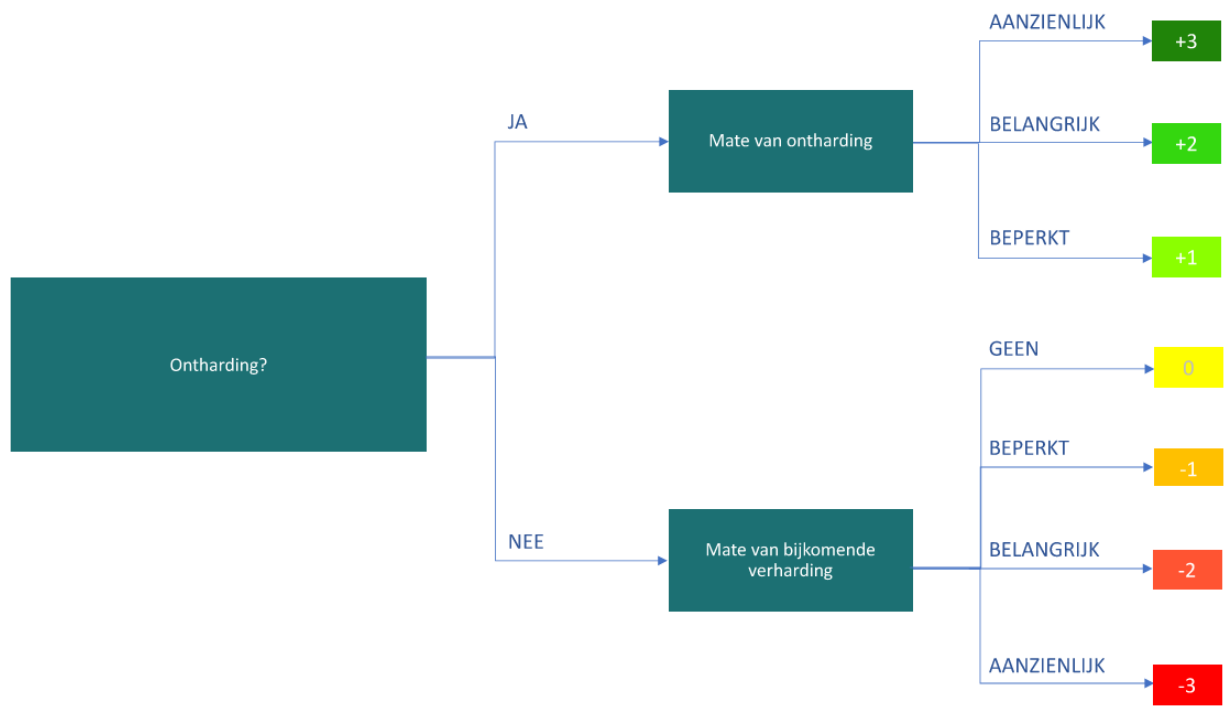 AANZIENLIJK
+3
JA
BELANGRIJK
Mate van ontharding
+2
BEPERKT
+1
Ontharding?
GEEN
0
BEPERKT
-1
NEE
Mate van bijkomende
verharding
BELANGRIJK
-2
AANZIENLIJK
-3